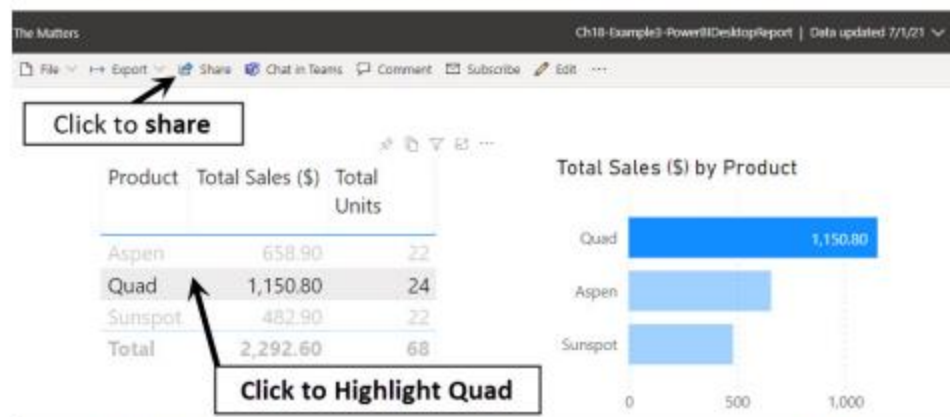 The Matters Ch18-Example3-PowerBIDesktopReport | Data updated 7/1/21
File Export Share Chat in Teams Comment Subscribe Edit ...
Click to share
Product Total Sales ($) Total Units
Aspen 658.90 22
Quad 1,150.80 24
Sunspot 482.90 22
Total 2,292.60 68
Click to Highlight Quad
Total Sales ($) by Product
Quad 1,150.80
Aspen
Sunspot
0 500 1,000